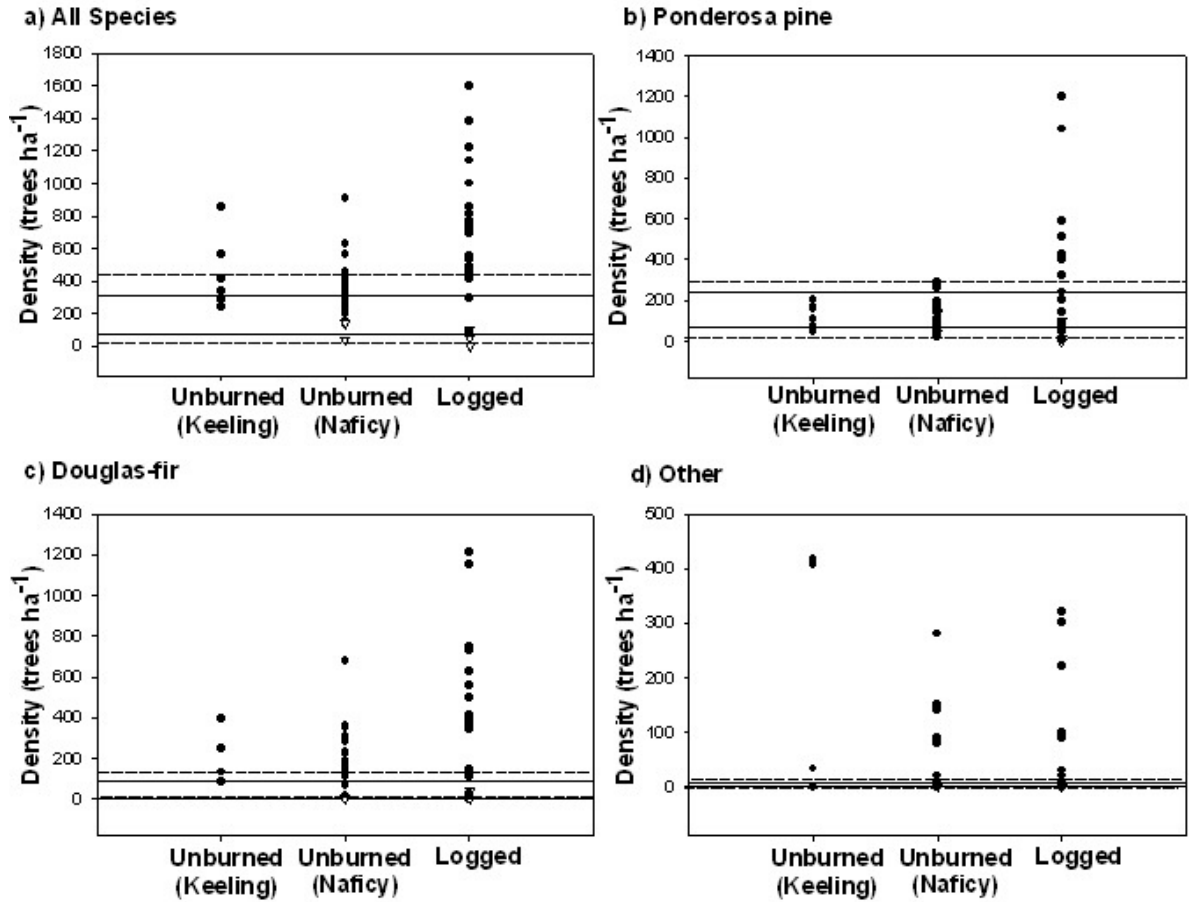 a) All Species
Density (trees ha⁻¹)
1800
1600
1400
1200
1000
800
600
400
200
0
Unburned (Keeling)
Unburned (Naficy)
Logged
b) Ponderosa pine
Density (trees ha⁻¹)
1400
1200
1000
800
600
400
200
0
Unburned (Keeling)
Unburned (Naficy)
Logged
c) Douglas-fir
Density (trees ha⁻¹)
1400
1200
1000
800
600
400
200
0
Unburned (Keeling)
Unburned (Naficy)
Logged
d) Other
Density (trees ha⁻¹)
500
400
300
200
100
0
Unburned (Keeling)
Unburned (Naficy)
Logged